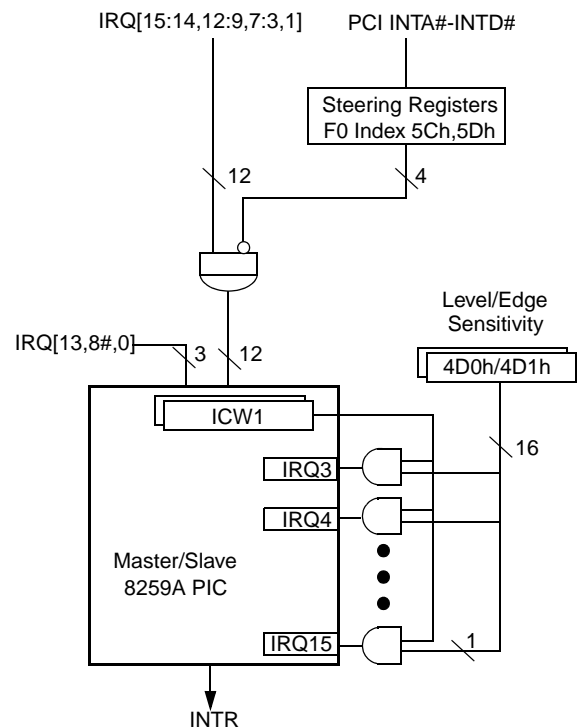 IRQ[15:14,12:9,7:3,1]
PCI INTA#-INTD#
Steering Registers
F0 Index 5Ch,5Dh
12
4
Level/Edge
Sensitivity
IRQ[13,8#,0]
3
12
4D0h/4D1h
ICW1
16
IRQ3
IRQ4
Master/Slave
8259A PIC
IRQ15
1
INTR